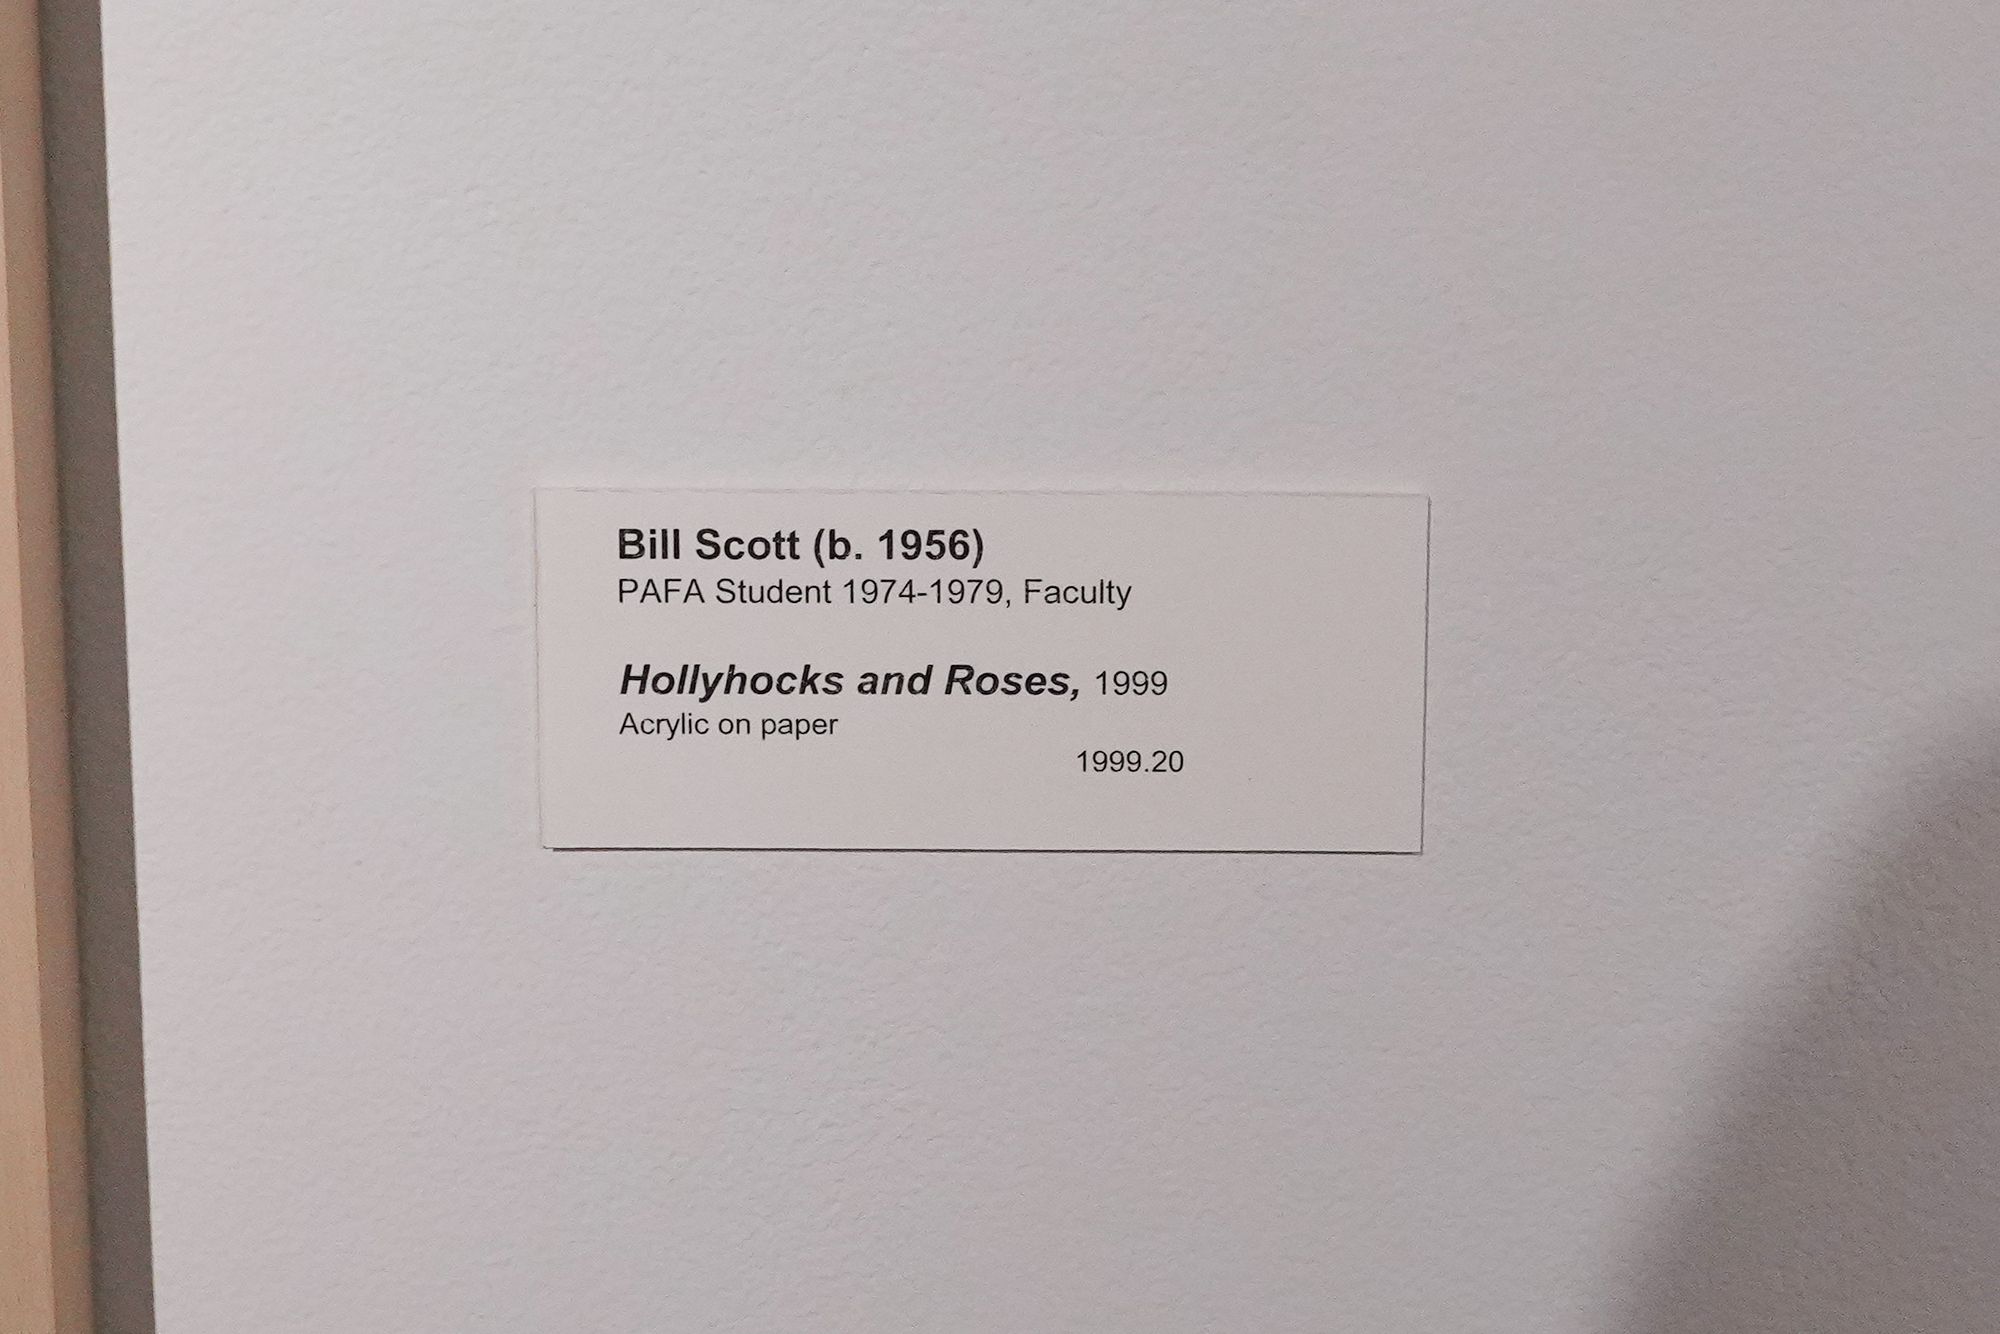 Bill Scott (b. 1956)
PAFA Student 1974-1979, Faculty
Hollyhocks and Roses, 1999
Acrylic on paper
1999.20